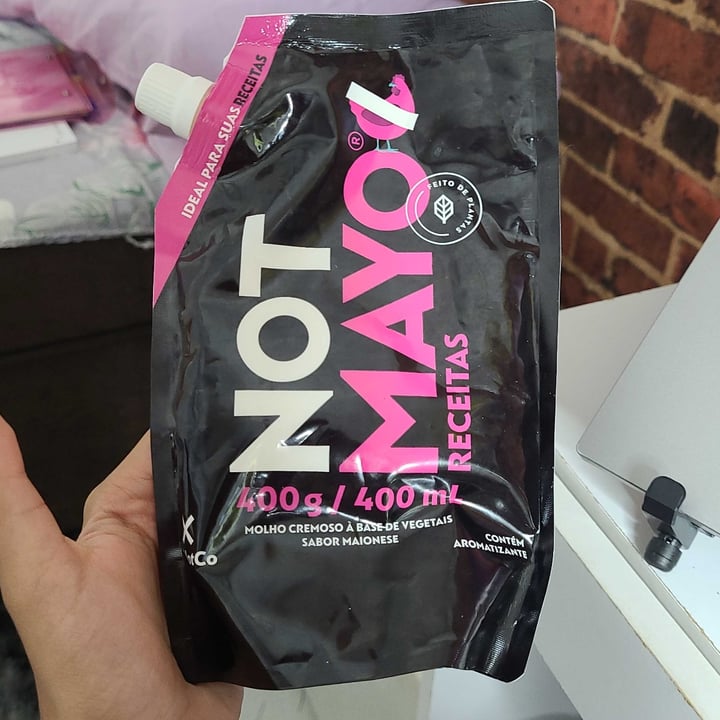 IDEAL PARA SUAS RECEITAS
NOT
MAYO®
RECEITAS
FEITO DE PLANTAS
400g / 400 mL
MOLHO CREMOSO À BASE DE VEGETAIS
SABOR MAIONESE
CONTÉM
AROMATIZANTE